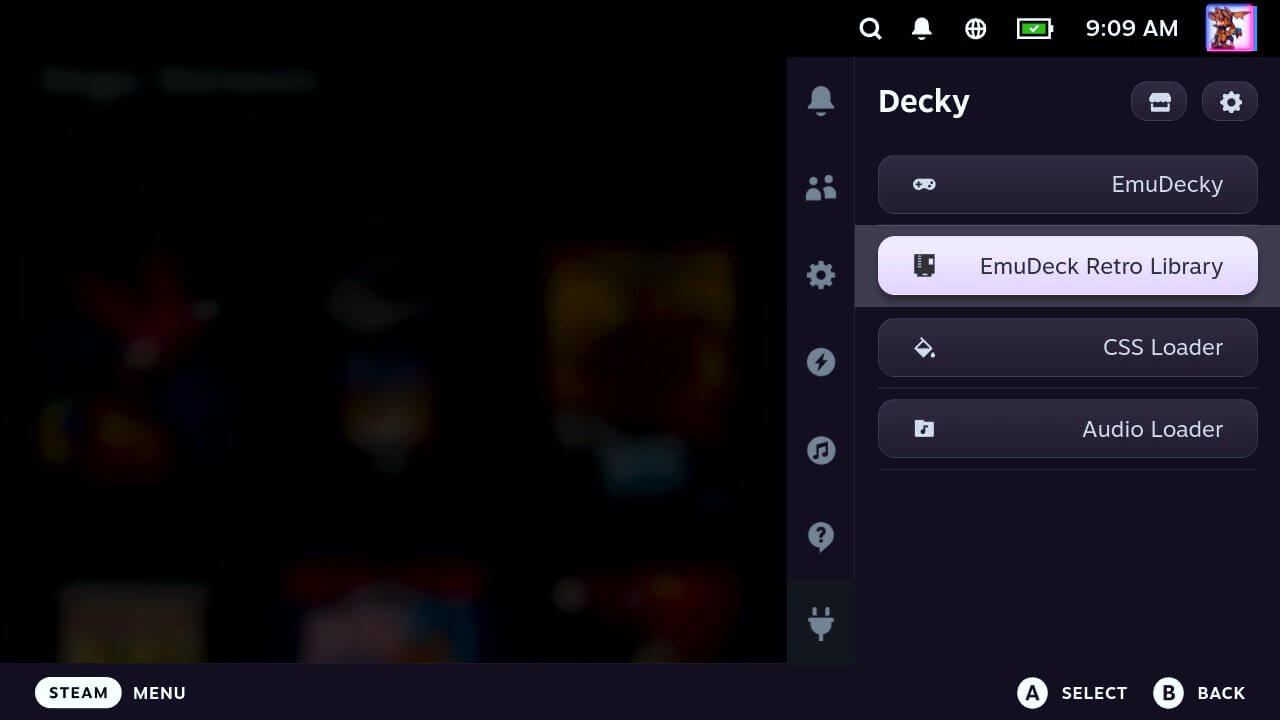 9:09 AM
Decky
EmuDecky
EmuDeck Retro Library
CSS Loader
Audio Loader
STEAM MENU
A SELECT B BACK